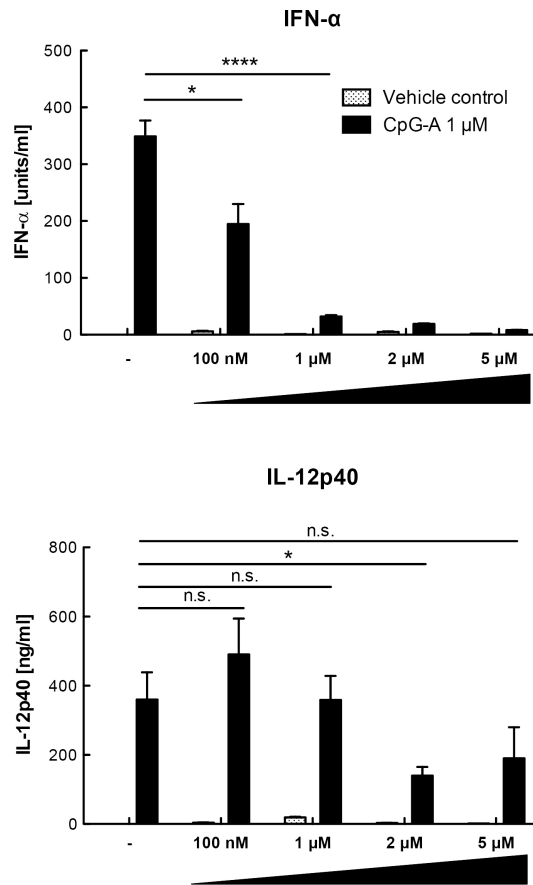 IFN-α
500
400
300
200
100
0
IFN-α [units/ml]
****
*
Vehicle control
CpG-A 1 µM
- 100 nM 1 µM 2 µM 5 µM
IL-12p40
800
600
400
200
0
IL-12p40 [ng/ml]
n.s.
*
n.s.
n.s.
- 100 nM 1 µM 2 µM 5 µM